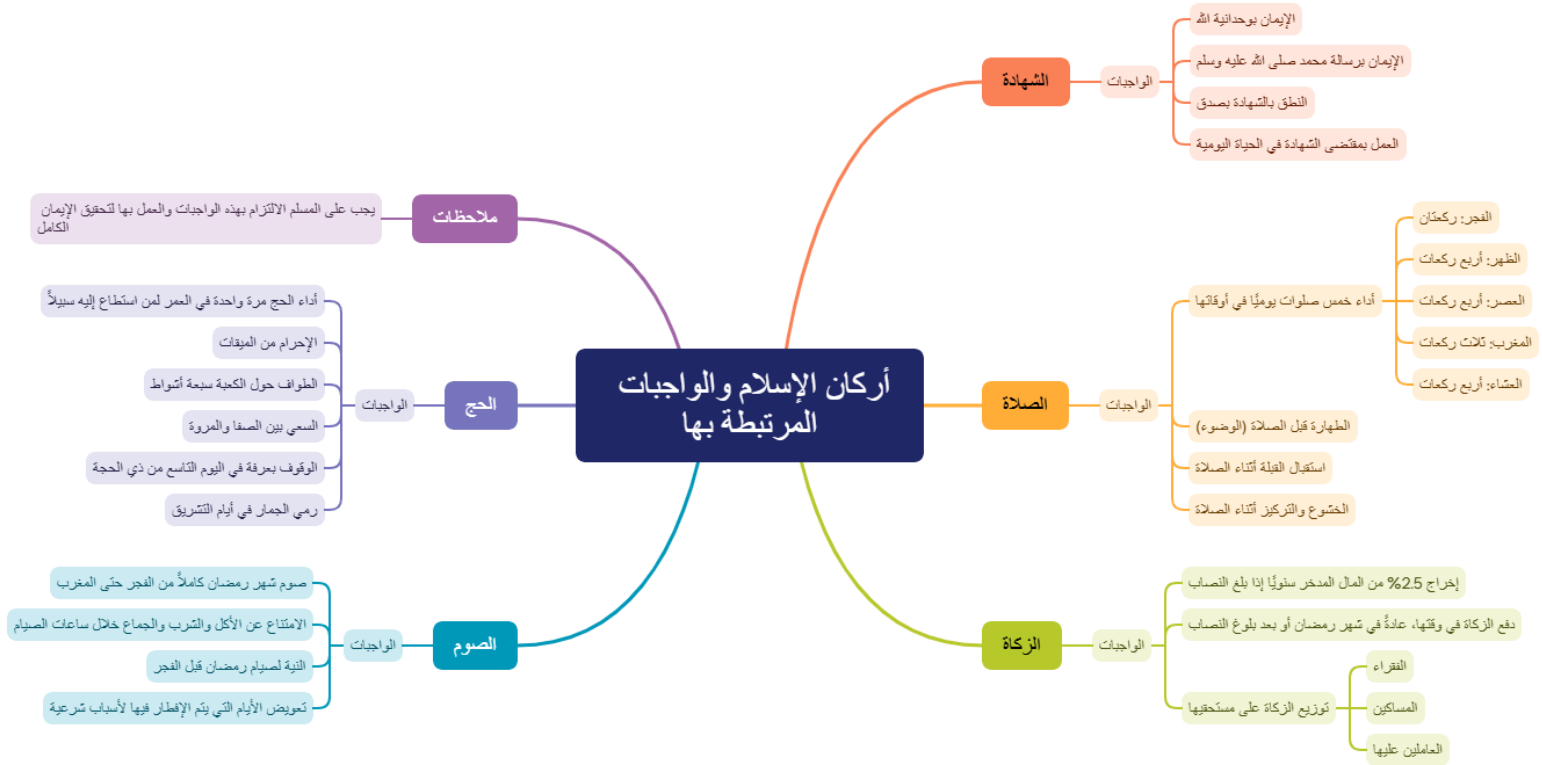 أركان الإسلام والواجبات
المرتبطة بها
الشهادة
الواجبات
الإيمان بوحدانية الله
الإيمان برسالة محمد صلى الله عليه وسلم
النطق بالشهادة بصدق
العمل بمقتضى الشهادة في الحياة اليومية
الصلاة
الواجبات
أداء خمس صلوات يوميًا في أوقاتها
الفجر: ركعتان
الظهر: أربع ركعات
العصر: أربع ركعات
المغرب: ثلاث ركعات
العشاء: أربع ركعات
الطهارة قبل الصلاة (الوضوء)
استقبال القبلة أثناء الصلاة
الخشوع والتركيز أثناء الصلاة
الزكاة
الواجبات
إخراج 2.5% من المال المدخر سنويًا إذا بلغ النصاب
دفع الزكاة في وقتها، عادةً في شهر رمضان أو بعد بلوغ النصاب
توزيع الزكاة على مستحقيها
الفقراء
المساكين
العاملين عليها
الصوم
الواجبات
صوم شهر رمضان كاملاً من الفجر حتى المغرب
الامتناع عن الأكل والشرب والجماع خلال ساعات الصيام
النية لصيام رمضان قبل الفجر
تعويض الأيام التي يتم الإفطار فيها لأسباب شرعية
الحج
الواجبات
أداء الحج مرة واحدة في العمر لمن استطاع إليه سبيلاً
الإحرام من الميقات
الطواف حول الكعبة سبعة أشواط
السعي بين الصفا والمروة
الوقوف بعرفة في اليوم التاسع من ذي الحجة
رمي الجمار في أيام التشريق
ملاحظات
يجب على المسلم الالتزام بهذه الواجبات والعمل بها لتحقيق الإيمان
الكامل